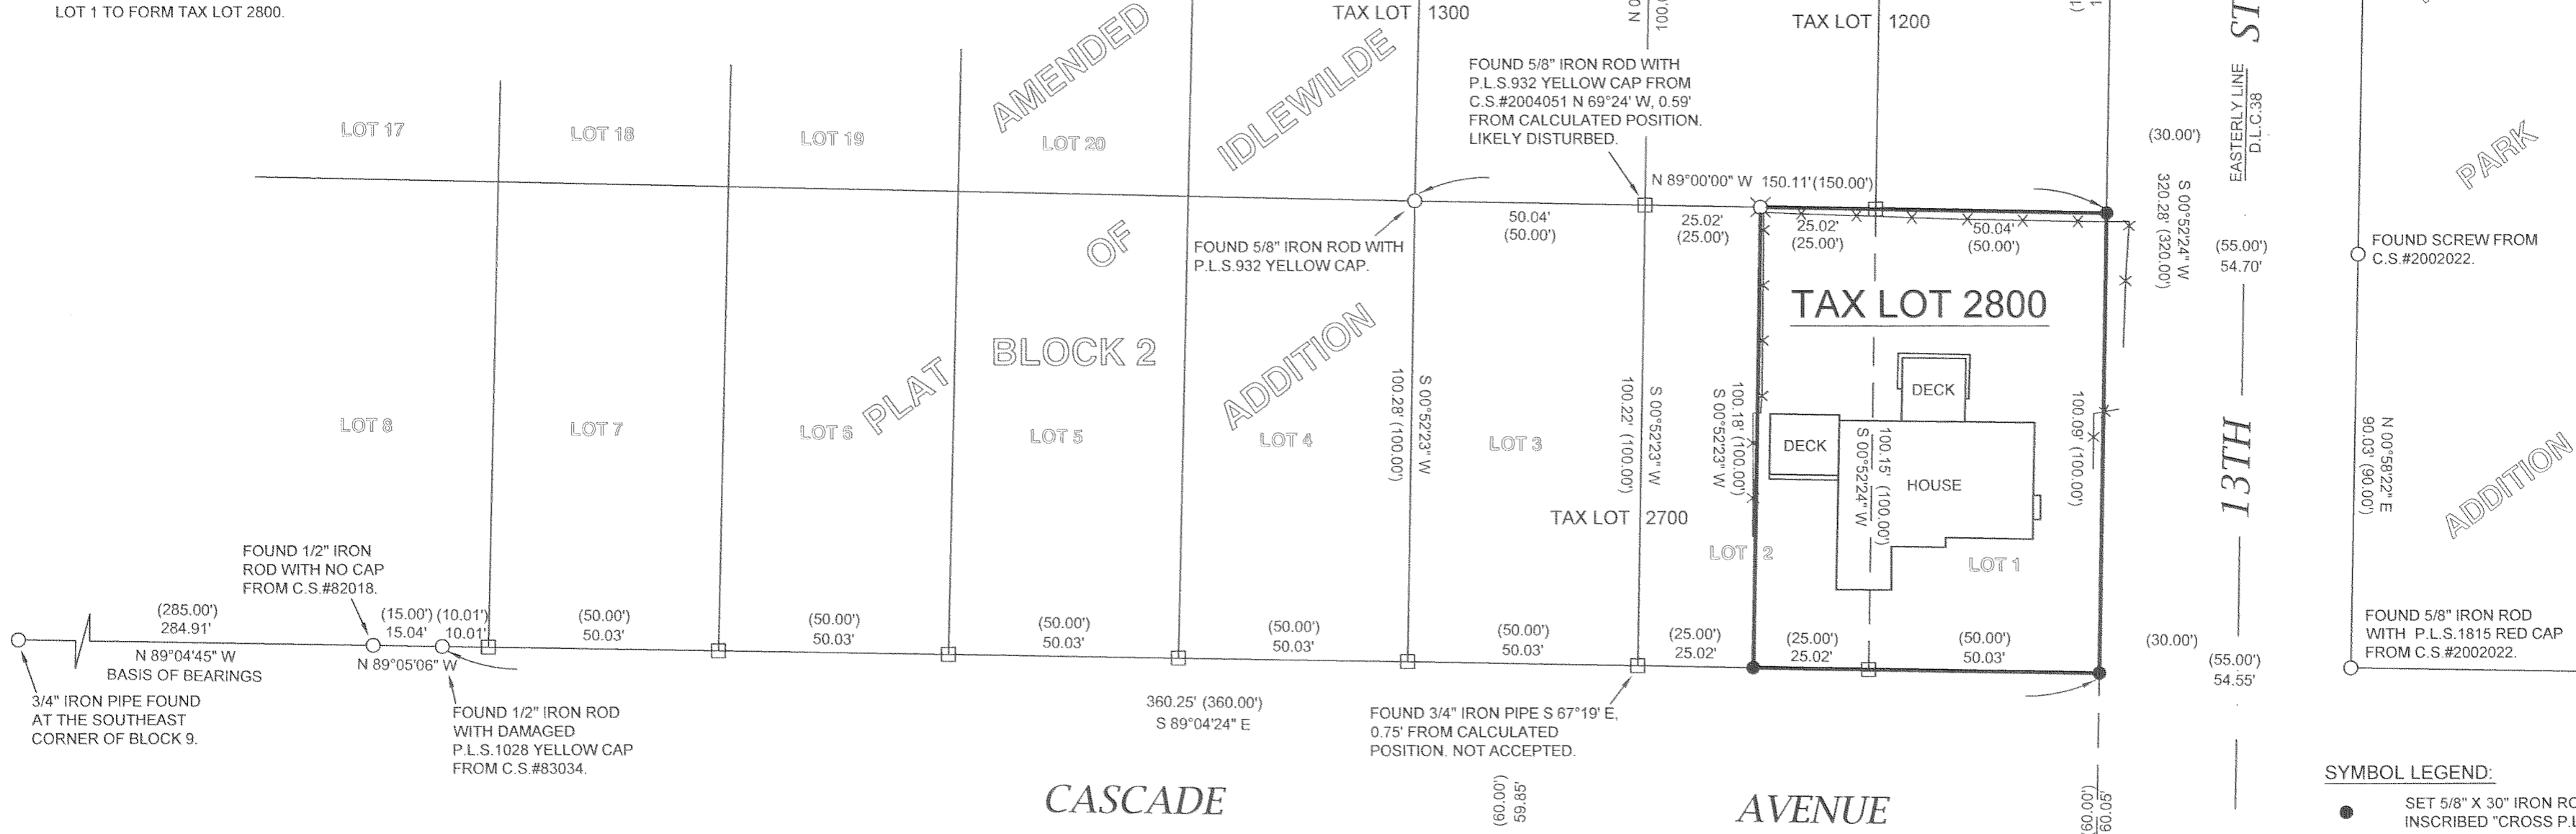 LOT 1 TO FORM TAX LOT 2800.
TAX LOT 1300
TAX LOT 1200
AMENDED
IDLEWILDE
PLAT
OF
ADDITION
BLOCK 2
LOT 17
LOT 18
LOT 19
LOT 20
FOUND 5/8" IRON ROD WITH
P.L.S.932 YELLOW CAP FROM
C.S.#2004051 N 69°24' W, 0.59'
FROM CALCULATED POSITION.
LIKELY DISTURBED.
N 89°00'00" W 150.11'(150.00')
50.04'
(50.00')
25.02'
(25.00')
25.02'
(25.00')
50.04'
(50.00')
FOUND 5/8" IRON ROD WITH
P.L.S.932 YELLOW CAP.
EASTERLY LINE
D.L.C.38
ST
13TH
(30.00')
S 00°52'24" W
320.28' (320.00')
(55.00')
54.70'
FOUND SCREW FROM
C.S.#2002022.
PARK
ADDITION
TAX LOT 2800
DECK
DECK
HOUSE
LOT 8
LOT 7
LOT 6
LOT 5
LOT 4
LOT 3
LOT 2
LOT 1
TAX LOT 2700
S 00°52'23" W
100.28' (100.00')
S 00°52'23" W
100.22' (100.00')
100.18' (100.00')
S 00°52'23" W
100.15' (100.00')
S 00°52'24" W
100.09' (100.00')
N 00°58'22" E
90.03' (90.00')
FOUND 1/2" IRON
ROD WITH NO CAP
FROM C.S.#82018.
(285.00')
284.91'
N 89°04'45" W
BASIS OF BEARINGS
(15.00') (10.01')
15.04' 10.01'
N 89°05'06" W
(50.00')
50.03'
(50.00')
50.03'
(50.00')
50.03'
(50.00')
50.03'
(50.00')
50.03'
(25.00')
25.02'
(25.00')
25.02'
(50.00')
50.03'
(30.00')
(55.00')
54.55'
FOUND 5/8" IRON ROD
WITH P.L.S.1815 RED CAP
FROM C.S.#2002022.
3/4" IRON PIPE FOUND
AT THE SOUTHEAST
CORNER OF BLOCK 9.
FOUND 1/2" IRON ROD
WITH DAMAGED
P.L.S.1028 YELLOW CAP
FROM C.S.#83034.
360.25' (360.00')
S 89°04'24" E
FOUND 3/4" IRON PIPE S 67°19' E,
0.75' FROM CALCULATED
POSITION. NOT ACCEPTED.
CASCADE AVENUE
(60.00')
59.85'
(60.00')
60.05'
SYMBOL LEGEND:
SET 5/8" X 30" IRON
INSCRIBED "CROSS